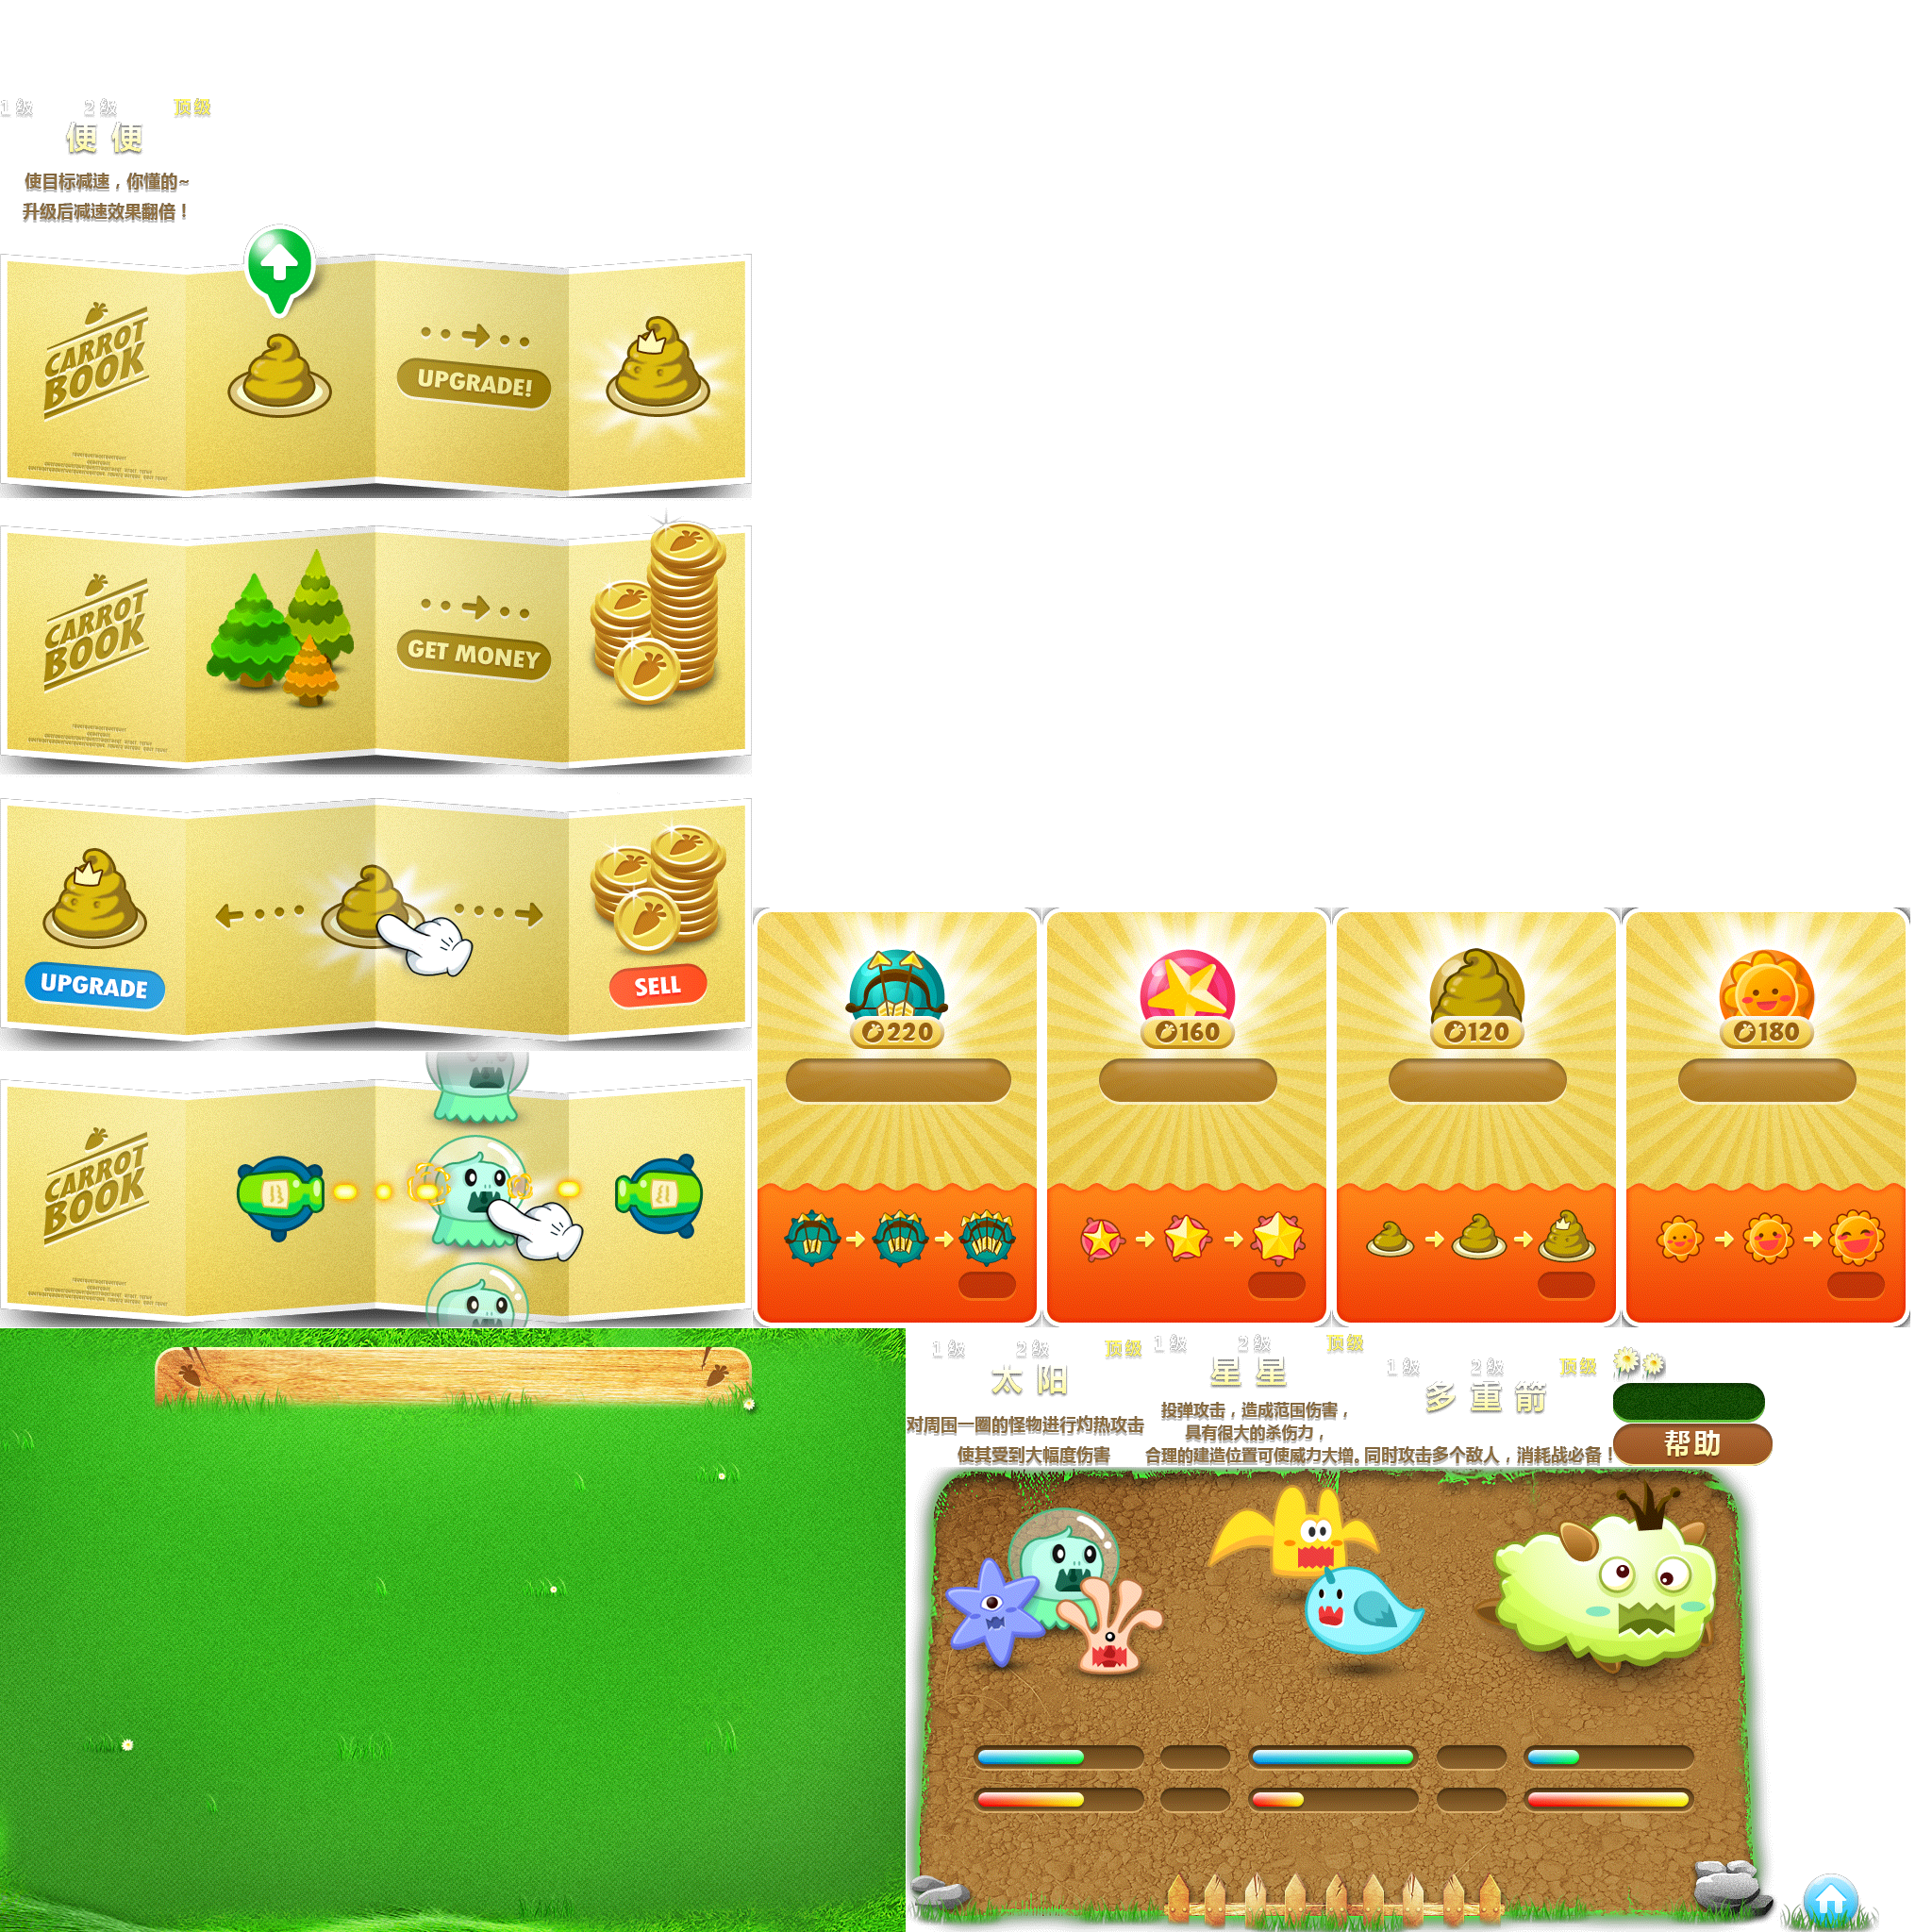 1 级 2 级 顶级
便便
使目标减速，你懂的~
升级后减速效果翻倍！
CARROT
BOOK
UPGRADE!
CARROT
BOOK
GET MONEY
UPGRADE
SELL
220
160
120
180
CARROT
BOOK
1 级 2 级 顶级
太阳
对周围一圈的怪物进行灼热攻击
使其受到大幅度伤害
1 级 2 级 顶级
星星
投弹攻击，造成范围伤害，
具有很大的杀伤力，
合理的建造位置可使威力大增。
1 级 2 级 顶级
多重箭
同时攻击多个敌人，消耗战必备！
帮助